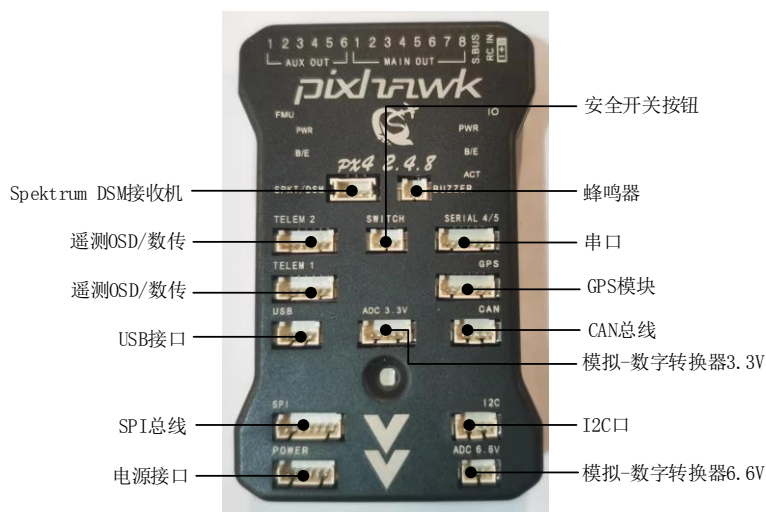 1 2 3 4 5 6 1 2 3 4 5 6 7 8 S.BUS RC IN
AUX OUT MAIN OUT
pixhawk
FMU IO
PWR PWR
B/E B/E
PX4 2.4.8
ACT
SPKT/DSM BUZZER
TELEM 2 SWITCH SERIAL 4/5
TELEM 1 GPS
USB ADC 3.3V CAN
SPI I2C
POWER ADC 6.6V
Spektrum DSM接收机
遥测OSD/数传
遥测OSD/数传
USB接口
SPI总线
电源接口
安全开关按钮
蜂鸣器
串口
GPS模块
CAN总线
模拟-数字转换器3.3V
I2C口
模拟-数字转换器6.6V